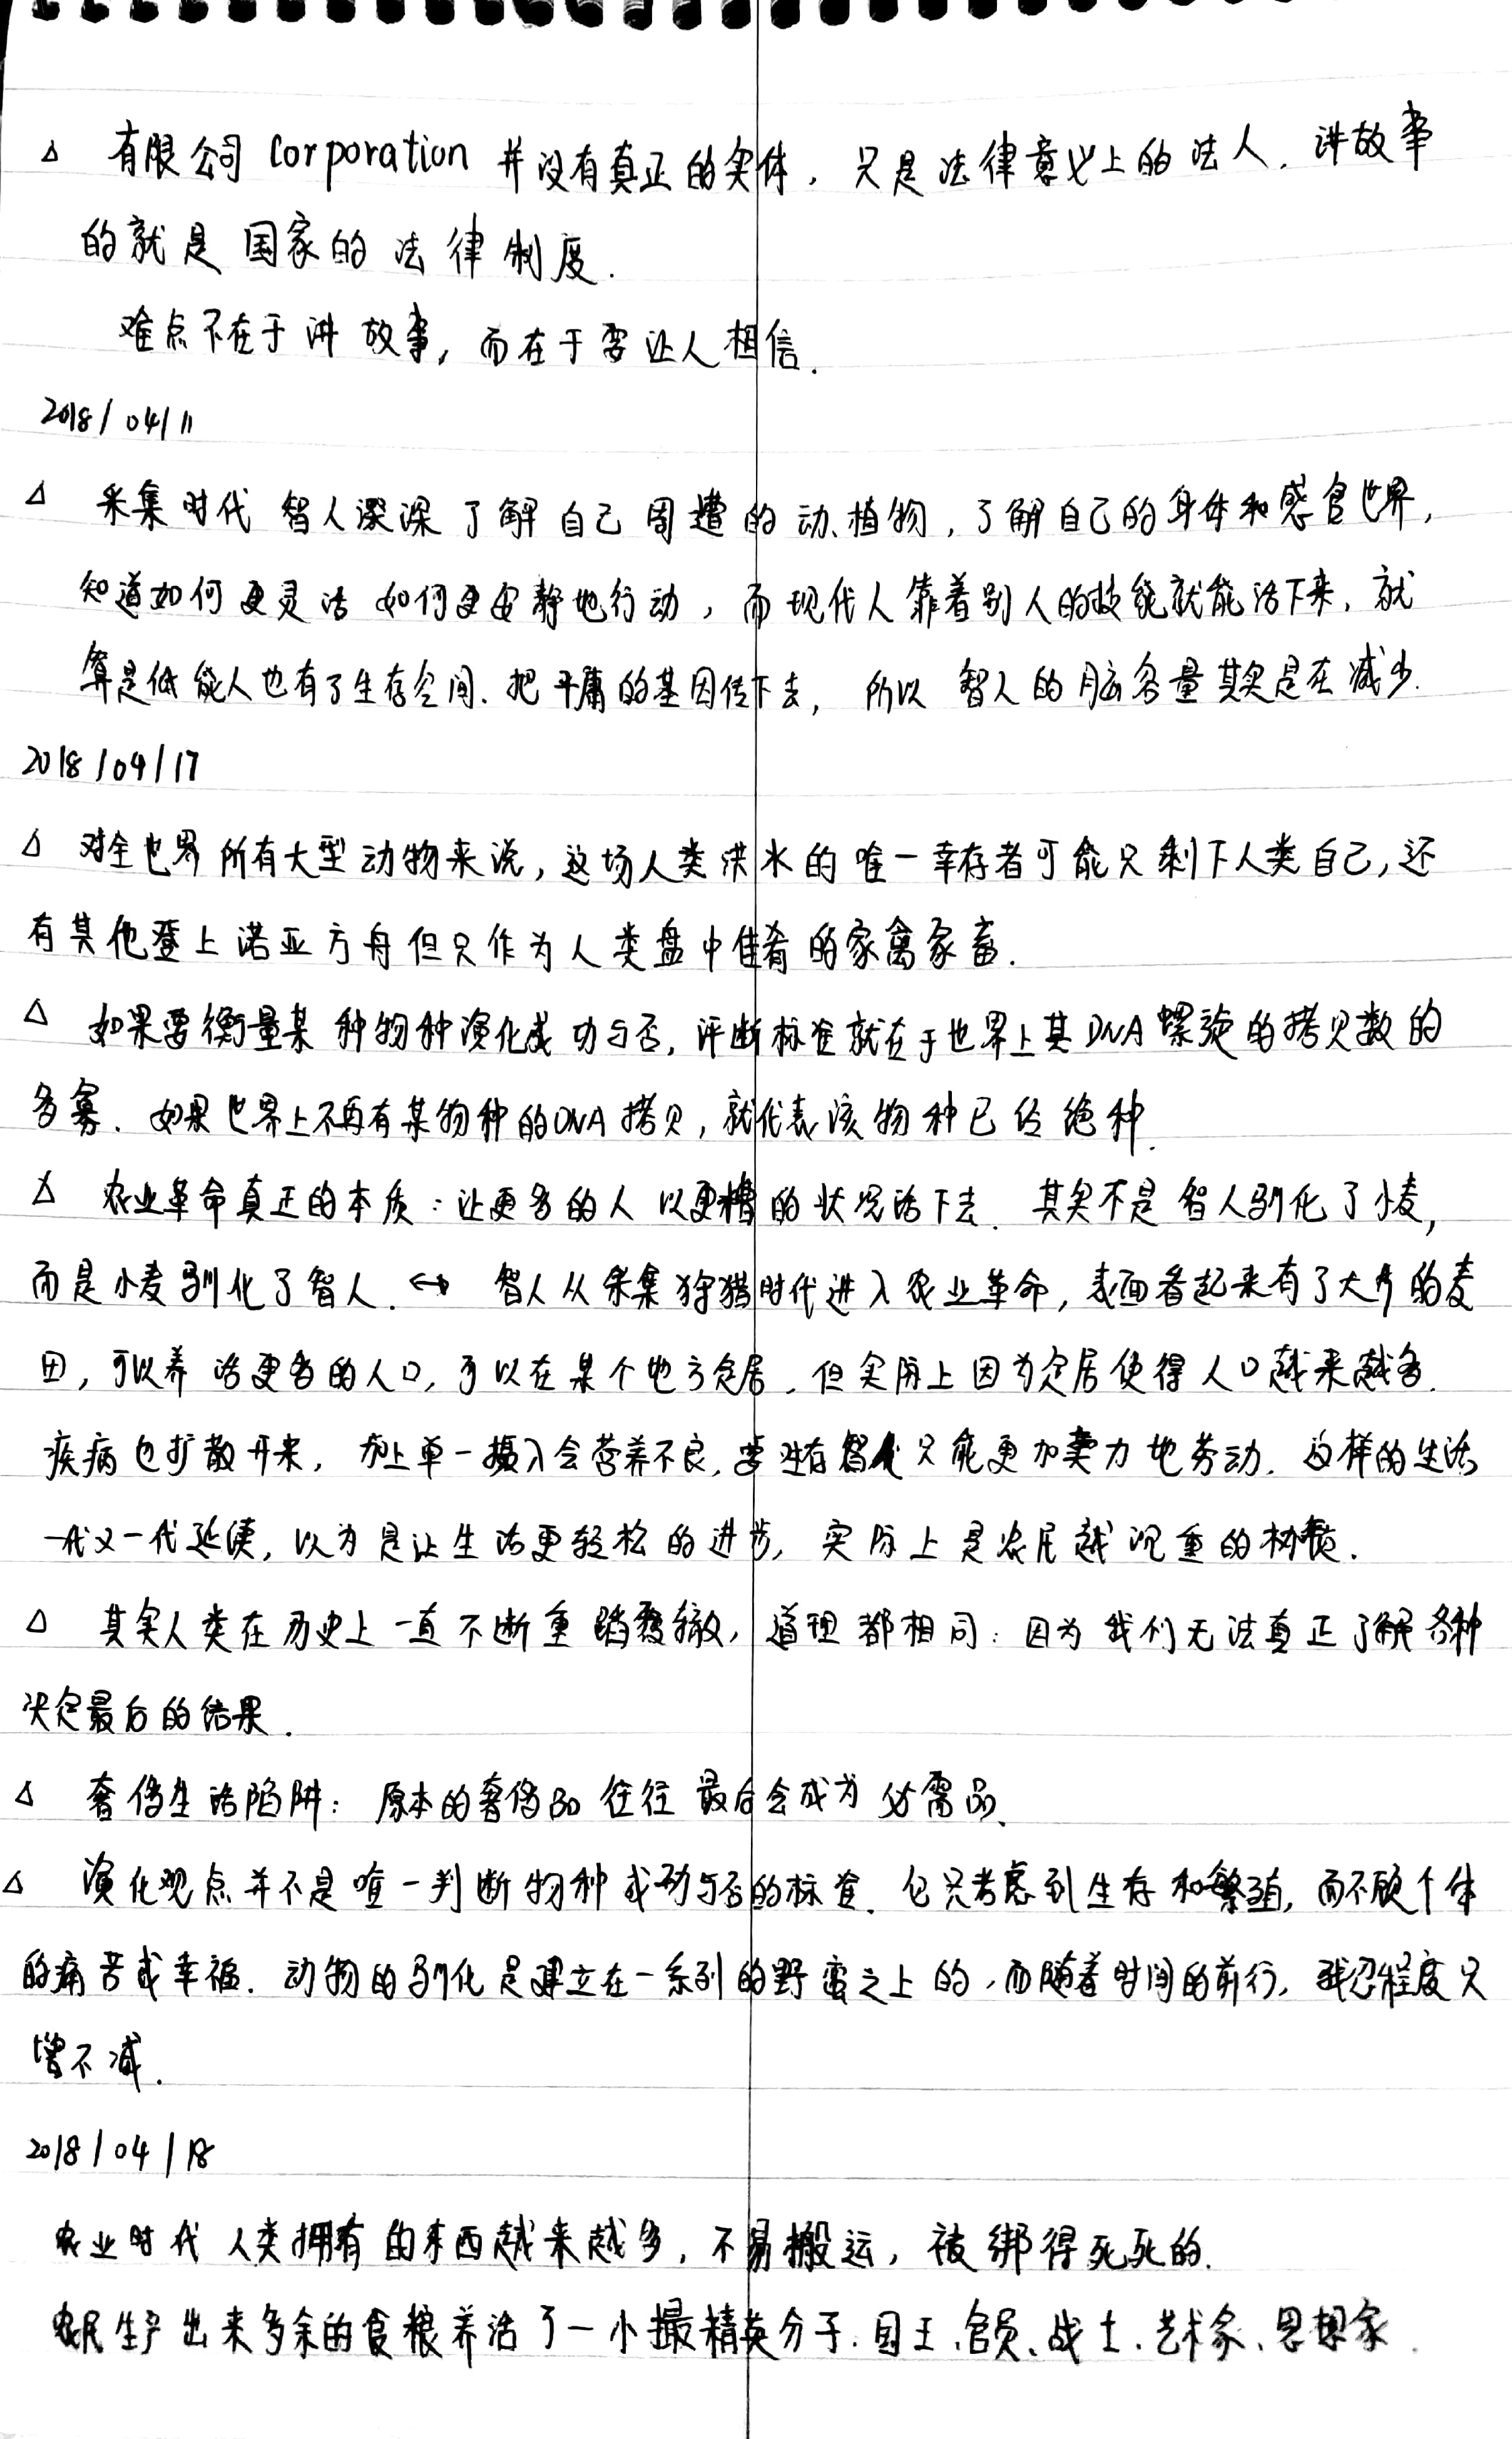 △ 有限公司 Corporation 并没有真正的实体，只是法律意义上的法人．讲故事
的就是国家的法律制度．
难点不在于讲故事，而在于要让人相信．
2018/04/11
△ 采集时代 智人深深了解自己周遭的动、植物，了解自己的身体和感官世界，
知道如何更灵活 如何更安静地行动，而现代人靠着别人的技能就能活下来．就
算是低能人也有了生存空间．把平庸的基因传下去，所以 智人的脑容量其实是在减少．
2018/04/17
△ 对全世界所有大型动物来说，这场人类洪水的唯一幸存者可能只剩下人类自己，还
有其他登上诺亚方舟但只作为人类盘中佳肴的家禽家畜．
△ 如果要衡量某种物种演化成功与否，评断标准就在于世界上其DNA螺旋的拷贝数的
多寡．如果世界上不再有某物种的DNA拷贝，就代表该物种已经绝种．
△ 农业革命真正的本质：让更多的人以更糟的状况活下去．其实不是智人驯化了小麦，
而是小麦驯化了智人．↔ 智人从采集狩猎时代进入农业革命，表面看起来有了大片的麦
田，可以养活更多的人口，可以在某个地方定居．但实际上因为定居使得人口越来越多．
疾病也扩散开来，加上单一摄入会营养不良，智人只能更加卖力地劳动．这样的生活
一代又一代延续，以为是让生活更轻松的进步，实际上是农民越沉重的枷锁．
△ 其实人类在历史上一直不断重蹈覆辙，道理都相同：因为我们无法真正了解各种
决定最后的结果．
△ 奢侈生活陷阱：原本的奢侈品往往最后会成为必需品、
△ 演化观点并不是唯一判断物种成功与否的标准．它只考虑到生存和繁殖，而不顾个体
的痛苦或幸福．动物的驯化是建立在一系列的野蛮之上的，而随着时间的前行，残忍程度只
增不减．
2018/04/18
农业时代人类拥有的东西越来越多，不易搬运，被绑得死死的．
农民生产出来多余的食粮养活了一小撮精英分子．国王、官员、战士、艺术家、思想家．